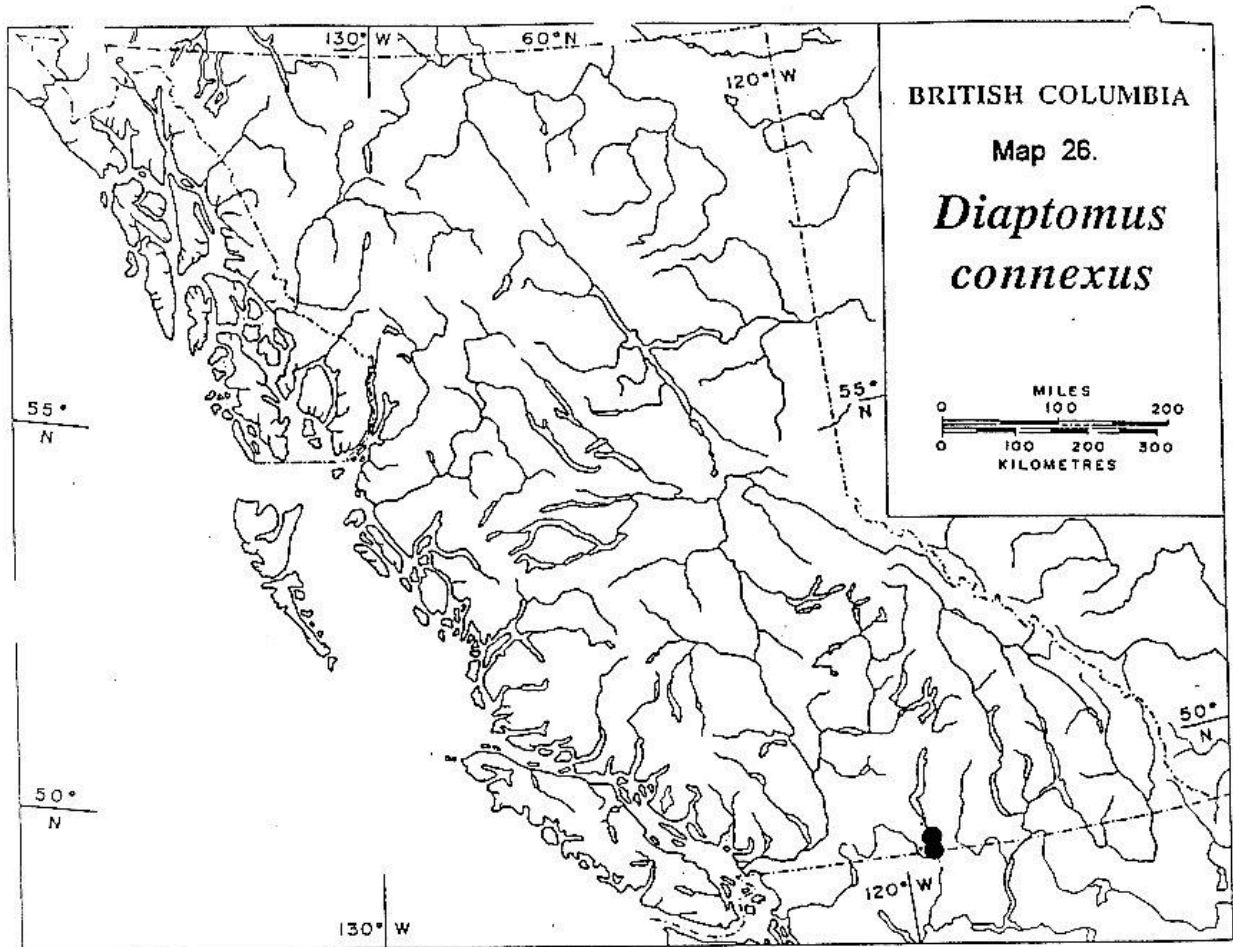 130° W
60°N
120° W
BRITISH COLUMBIA
Map 26.
Diaptomus
connexus
MILES
0 100 200
0 100 200 300
KILOMETRES
55°
N
55°
N
50°
N
50°
N
120° W
130° W